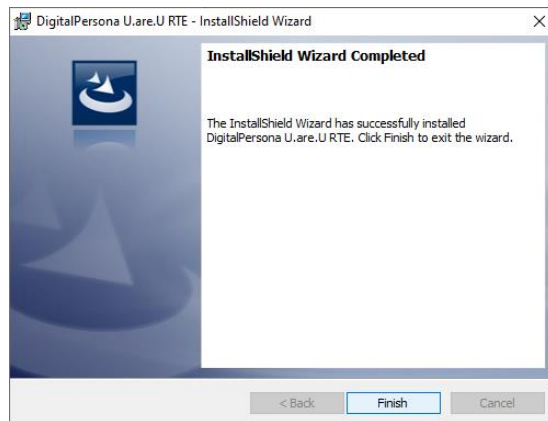 DigitalPersona U.are.U RTE - InstallShield Wizard
InstallShield Wizard Completed
The InstallShield Wizard has successfully installed
DigitalPersona U.are.U RTE. Click Finish to exit the wizard.
< Back
Finish
Cancel